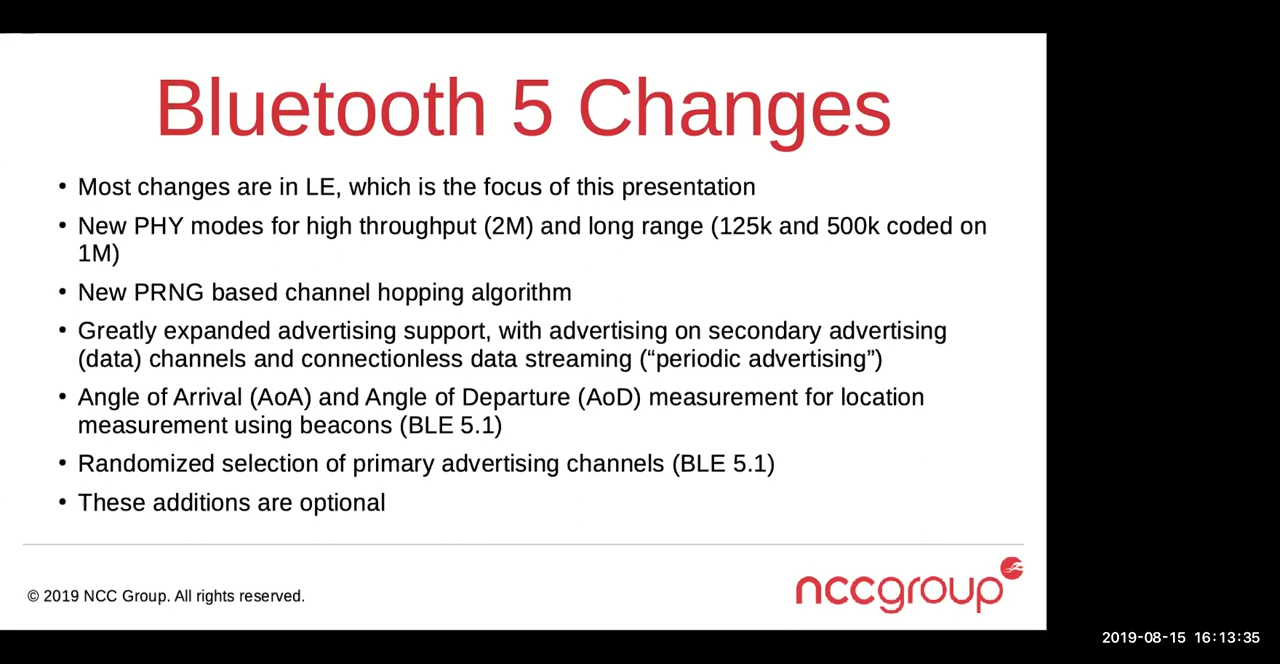 Bluetooth 5 Changes
• Most changes are in LE, which is the focus of this presentation
• New PHY modes for high throughput (2M) and long range (125k and 500k coded on
1M)
• New PRNG based channel hopping algorithm
• Greatly expanded advertising support, with advertising on secondary advertising
(data) channels and connectionless data streaming (“periodic advertising”)
• Angle of Arrival (AoA) and Angle of Departure (AoD) measurement for location
measurement using beacons (BLE 5.1)
• Randomized selection of primary advertising channels (BLE 5.1)
• These additions are optional
© 2019 NCC Group. All rights reserved.
nccgroup
2019-08-15 16:13:35